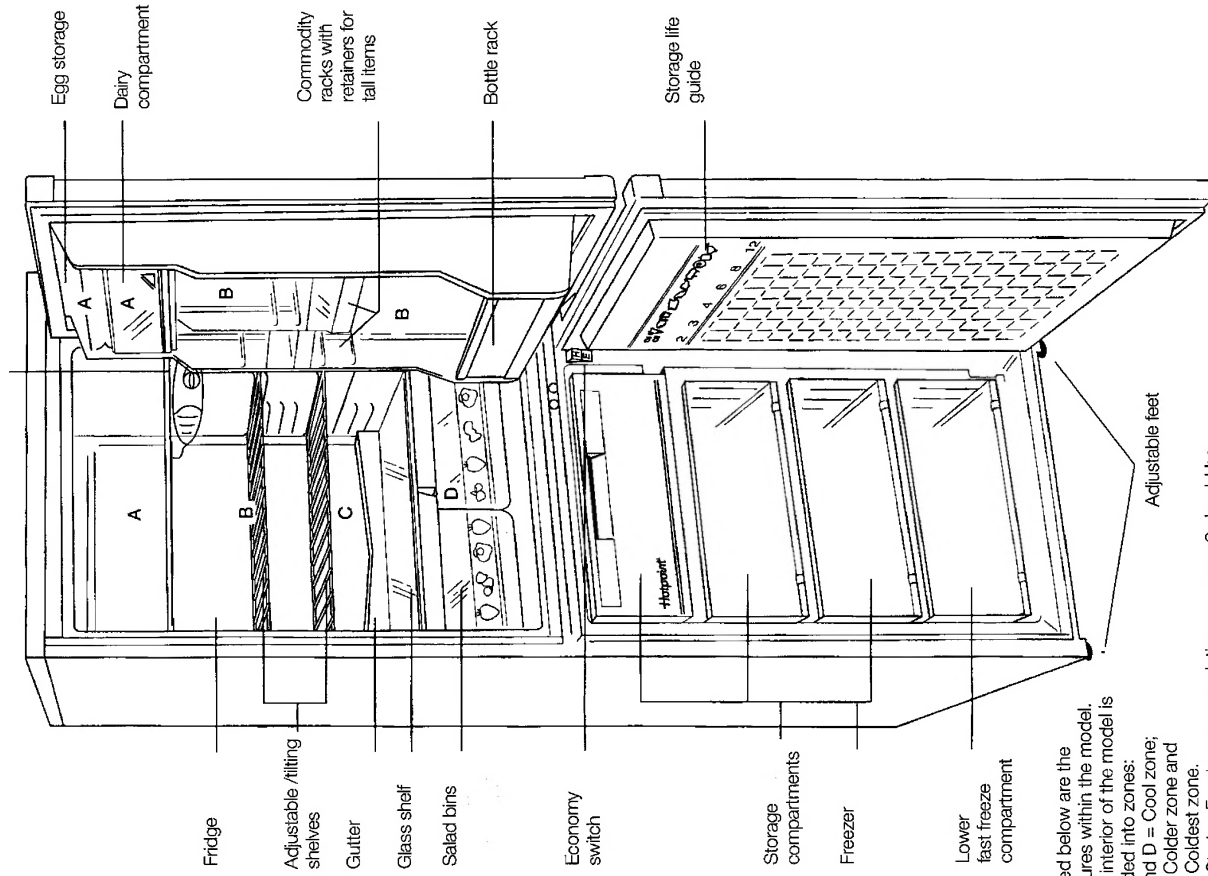 Egg storage
Dairy
compartment
Commodity
racks with
retainers for
tall items
Bottle rack
Storage life
guide
Fridge
Adjustable/tilting
shelves
Gutter
Glass shelf
Salad bins
Economy
switch
Storage
compartments
Freezer
Lower
fast freeze
compartment
Adjustable feet
A
A
A
B
B
B
C
D
H
E
2 3 4 6 8 12
Hotpoint
ed below are the
ures within the model.
interior of the model is
ded into zones:
nd D = Cool zone;
Colder zone and
Coldest zone.